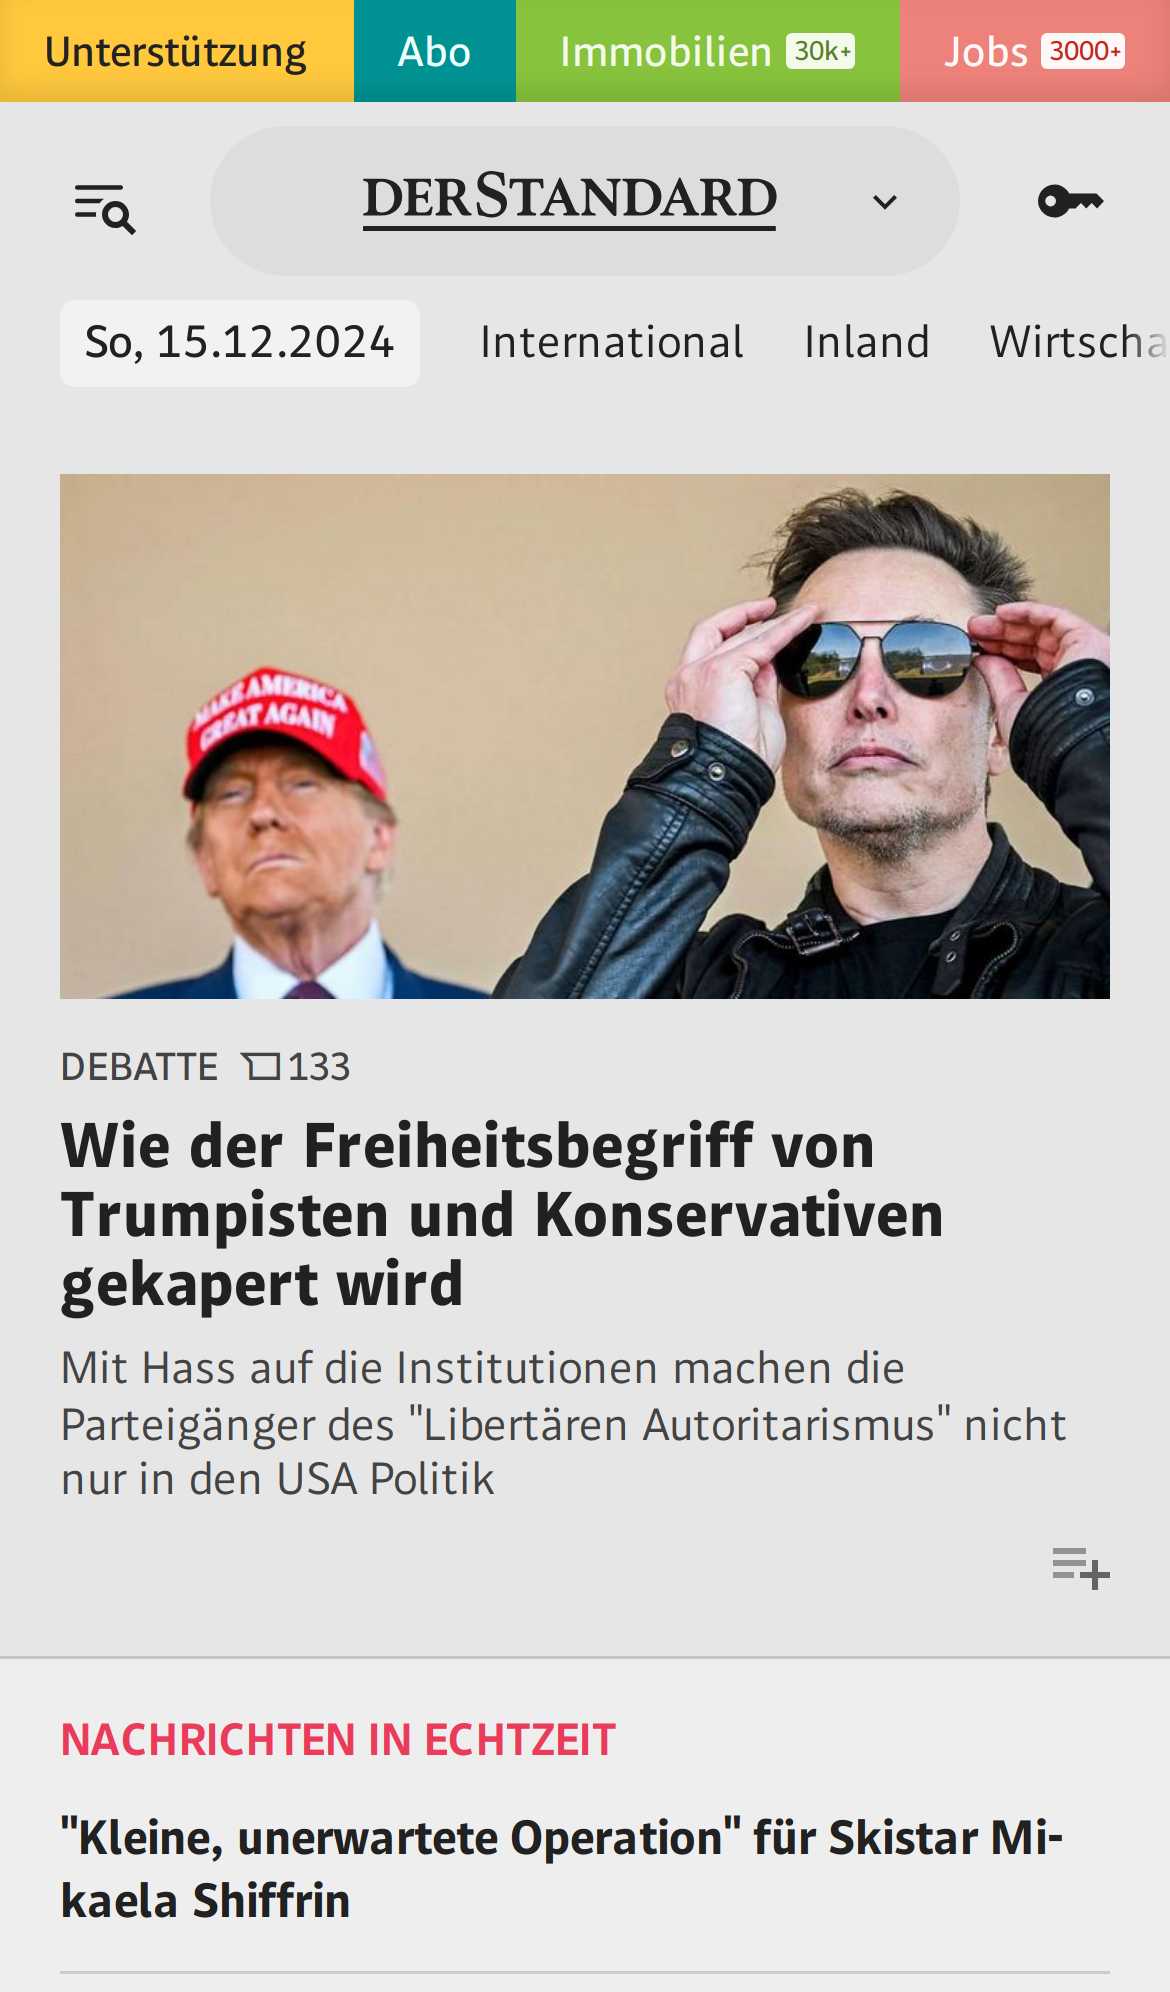 Unterstützung
Abo
Immobilien 30k+
Jobs 3000+
DERSTANDARD
So, 15.12.2024
International
Inland
Wirtscha
MAKE AMERICA
GREAT AGAIN
DEBATTE 133
Wie der Freiheitsbegriff von
Trumpisten und Konservativen
gekapert wird
Mit Hass auf die Institutionen machen die
Parteigänger des "Libertären Autoritarismus" nicht
nur in den USA Politik
NACHRICHTEN IN ECHTZEIT
"Kleine, unerwartete Operation" für Skistar Mi-
kaela Shiffrin